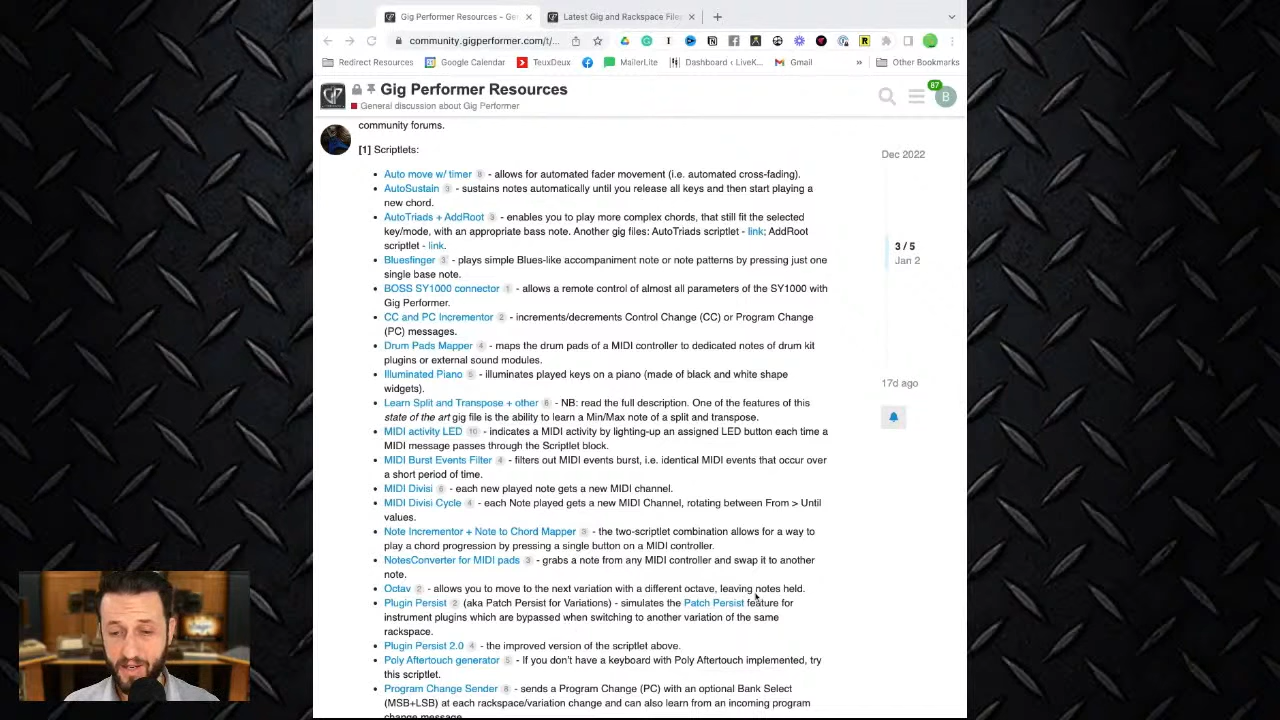 Gig Performer Resources - Ge
Latest Gig and Rackspace File
community.gigperformer.com/t/...
Redirect Resources
Google Calendar
TeuxDeux
MailerLite
Dashboard ‹ LiveK...
Gmail
»
Other Bookmarks
Gig Performer Resources
General discussion about Gig Performer
87
B
community forums.
[1] Scriptlets:
Auto move w/ timer 8 - allows for automated fader movement (i.e. automated cross-fading).
AutoSustain 3 - sustains notes automatically until you release all keys and then start playing a
new chord.
AutoTriads + AddRoot 3 - enables you to play more complex chords, that still fit the selected
key/mode, with an appropriate bass note. Another gig files: AutoTriads scriptlet - link; AddRoot
scriptlet - link.
Bluesfinger 3 - plays simple Blues-like accompaniment note or note patterns by pressing just one
single base note.
BOSS SY1000 connector 1 - allows a remote control of almost all parameters of the SY1000 with
Gig Performer.
CC and PC Incrementor 2 - increments/decrements Control Change (CC) or Program Change
(PC) messages.
Drum Pads Mapper 4 - maps the drum pads of a MIDI controller to dedicated notes of drum kit
plugins or external sound modules.
Illuminated Piano 5 - illuminates played keys on a piano (made of black and white shape
widgets).
Learn Split and Transpose + other 6 - NB: read the full description. One of the features of this
state of the art gig file is the ability to learn a Min/Max note of a split and transpose.
MIDI activity LED 10 - indicates a MIDI activity by lighting-up an assigned LED button each time a
MIDI message passes through the Scriptlet block.
MIDI Burst Events Filter 4 - filters out MIDI events burst, i.e. identical MIDI events that occur over
a short period of time.
MIDI Divisi 6 - each new played note gets a new MIDI channel.
MIDI Divisi Cycle 4 - each Note played gets a new MIDI Channel, rotating between From > Until
values.
Note Incrementor + Note to Chord Mapper 3 - the two-scriptlet combination allows for a way to
play a chord progression by pressing a single button on a MIDI controller.
NotesConverter for MIDI pads 3 - grabs a note from any MIDI controller and swap it to another
note.
Octav 2 - allows you to move to the next variation with a different octave, leaving notes held.
Plugin Persist 2 (aka Patch Persist for Variations) - simulates the Patch Persist feature for
instrument plugins which are bypassed when switching to another variation of the same
rackspace.
Plugin Persist 2.0 4 - the improved version of the scriptlet above.
Poly Aftertouch generator 5 - If you don't have a keyboard with Poly Aftertouch implemented, try
this scriptlet.
Program Change Sender 8 - sends a Program Change (PC) with an optional Bank Select
(MSB+LSB) at each rackspace/variation change and can also learn from an incoming program
change message.
Dec 2022
3 / 5
Jan 2
17d ago